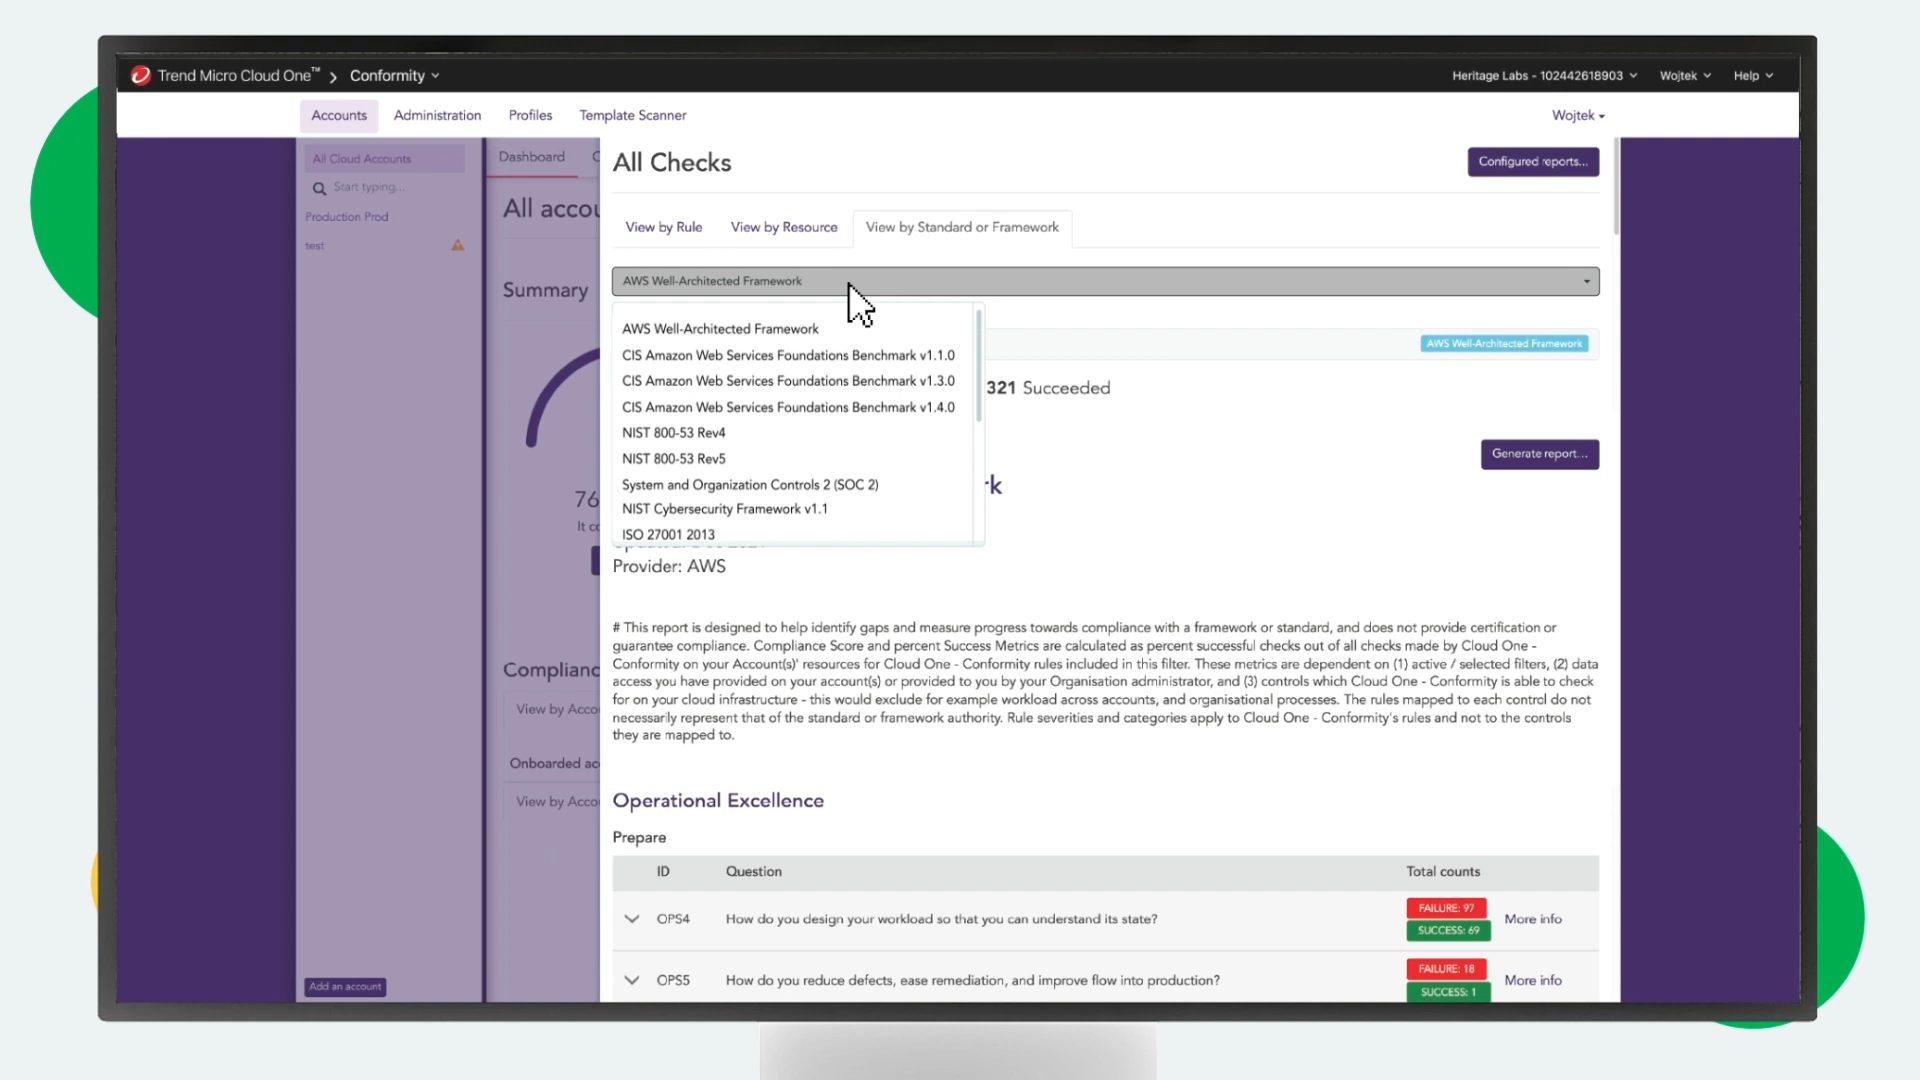 Trend Micro Cloud One™ > Conformity
Heritage Labs - 102442618903
Wojtek
Help
Accounts
Administration
Profiles
Template Scanner
Wojtek
All Cloud Accounts
Start typing...
Production Prod
test
Add an account
Dashboard
All accou
Summary
76
It co
Complianc
View by Acco
Onboarded ac
View by Acco
All Checks
Configured reports...
View by Rule
View by Resource
View by Standard or Framework
AWS Well-Architected Framework
AWS Well-Architected Framework
CIS Amazon Web Services Foundations Benchmark v1.1.0
CIS Amazon Web Services Foundations Benchmark v1.3.0
CIS Amazon Web Services Foundations Benchmark v1.4.0
NIST 800-53 Rev4
NIST 800-53 Rev5
System and Organization Controls 2 (SOC 2)
NIST Cybersecurity Framework v1.1
ISO 27001 2013
AWS Well-Architected Framework
321 Succeeded
Generate report...
rk
Provider: AWS
# This report is designed to help identify gaps and measure progress towards compliance with a framework or standard, and does not provide certification or
guarantee compliance. Compliance Score and percent Success Metrics are calculated as percent successful checks out of all checks made by Cloud One -
Conformity on your Account(s)' resources for Cloud One - Conformity rules included in this filter. These metrics are dependent on (1) active / selected filters, (2) data
access you have provided on your account(s) or provided to you by your Organisation administrator, and (3) controls which Cloud One - Conformity is able to check
for on your cloud infrastructure - this would exclude for example workload across accounts, and organisational processes. The rules mapped to each control do not
necessarily represent that of the standard or framework authority. Rule severities and categories apply to Cloud One - Conformity's rules and not to the controls
they are mapped to.
Operational Excellence
Prepare
ID Question Total counts
OPS4 How do you design your workload so that you can understand its state? FAILURE: 97 More info
SUCCESS: 69
OPS5 How do you reduce defects, ease remediation, and improve flow into production? FAILURE: 18 More info
SUCCESS: 1